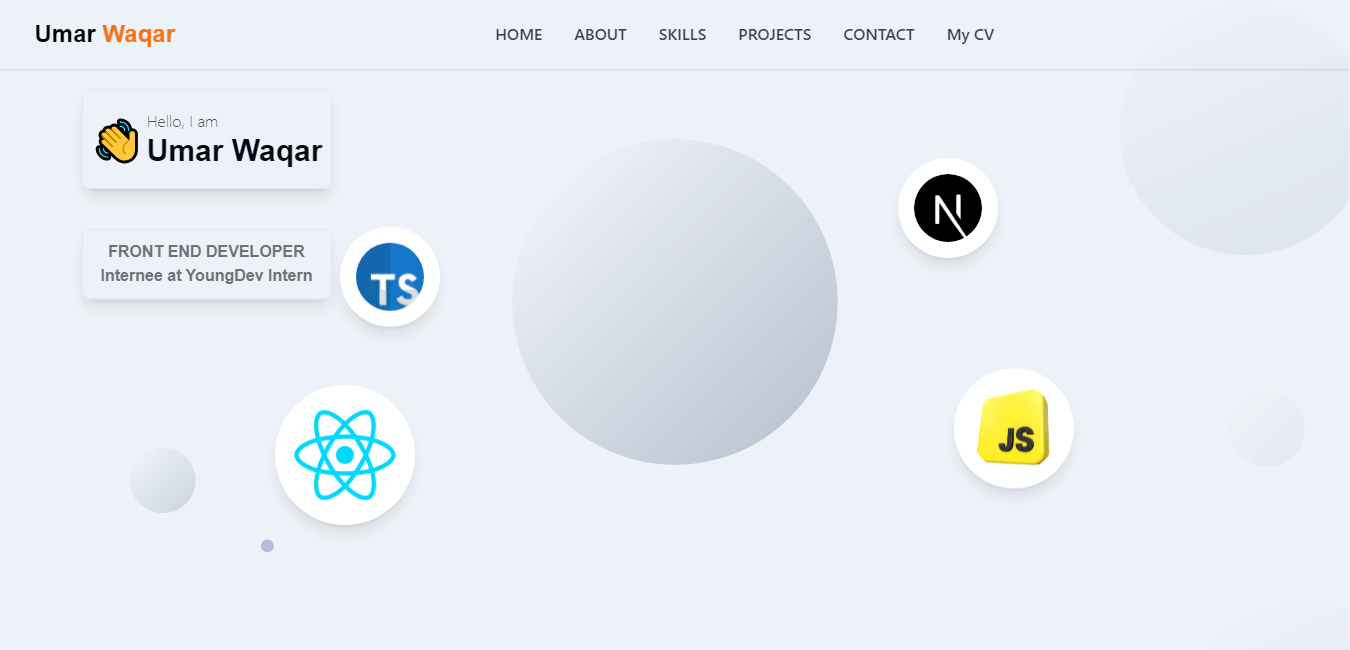 Umar Waqar
HOME ABOUT SKILLS PROJECTS CONTACT My CV
Hello, I am
Umar Waqar
FRONT END DEVELOPER
Internee at YoungDev Intern
TS
N
JS